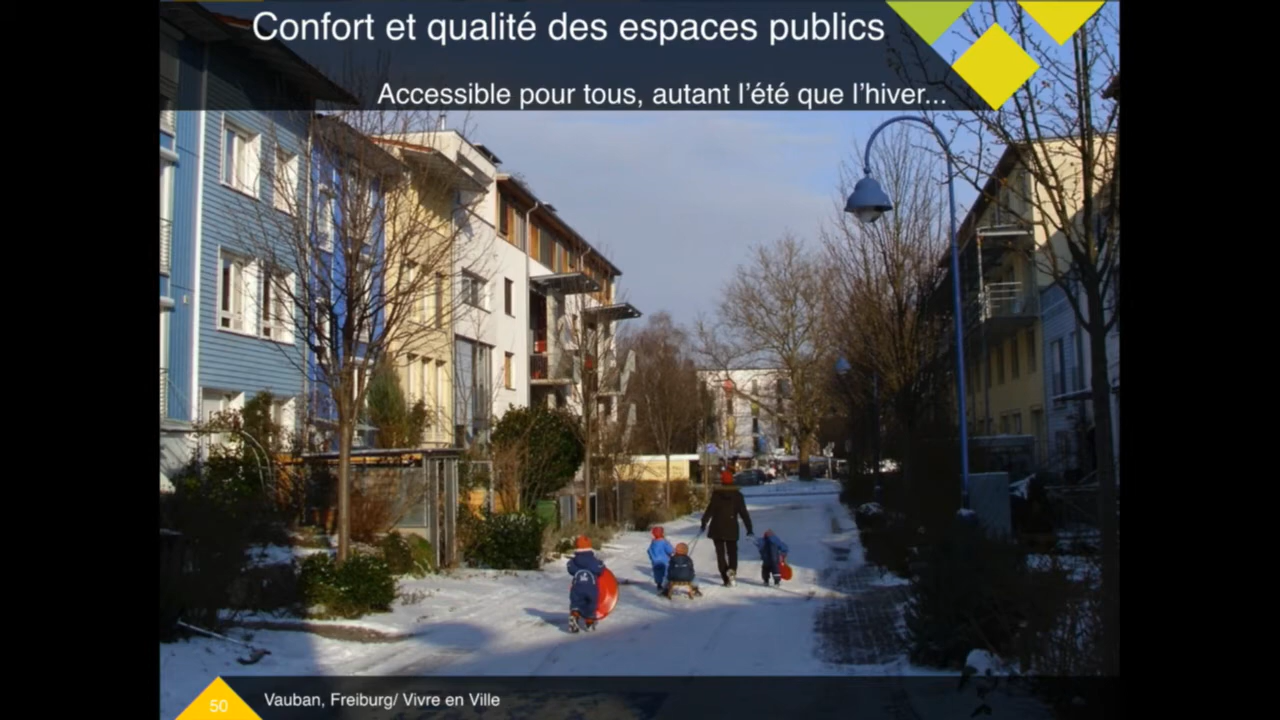 Confort et qualité des espaces publics
Accessible pour tous, autant l'été que l'hiver...
50
Vauban, Freiburg/ Vivre en Ville